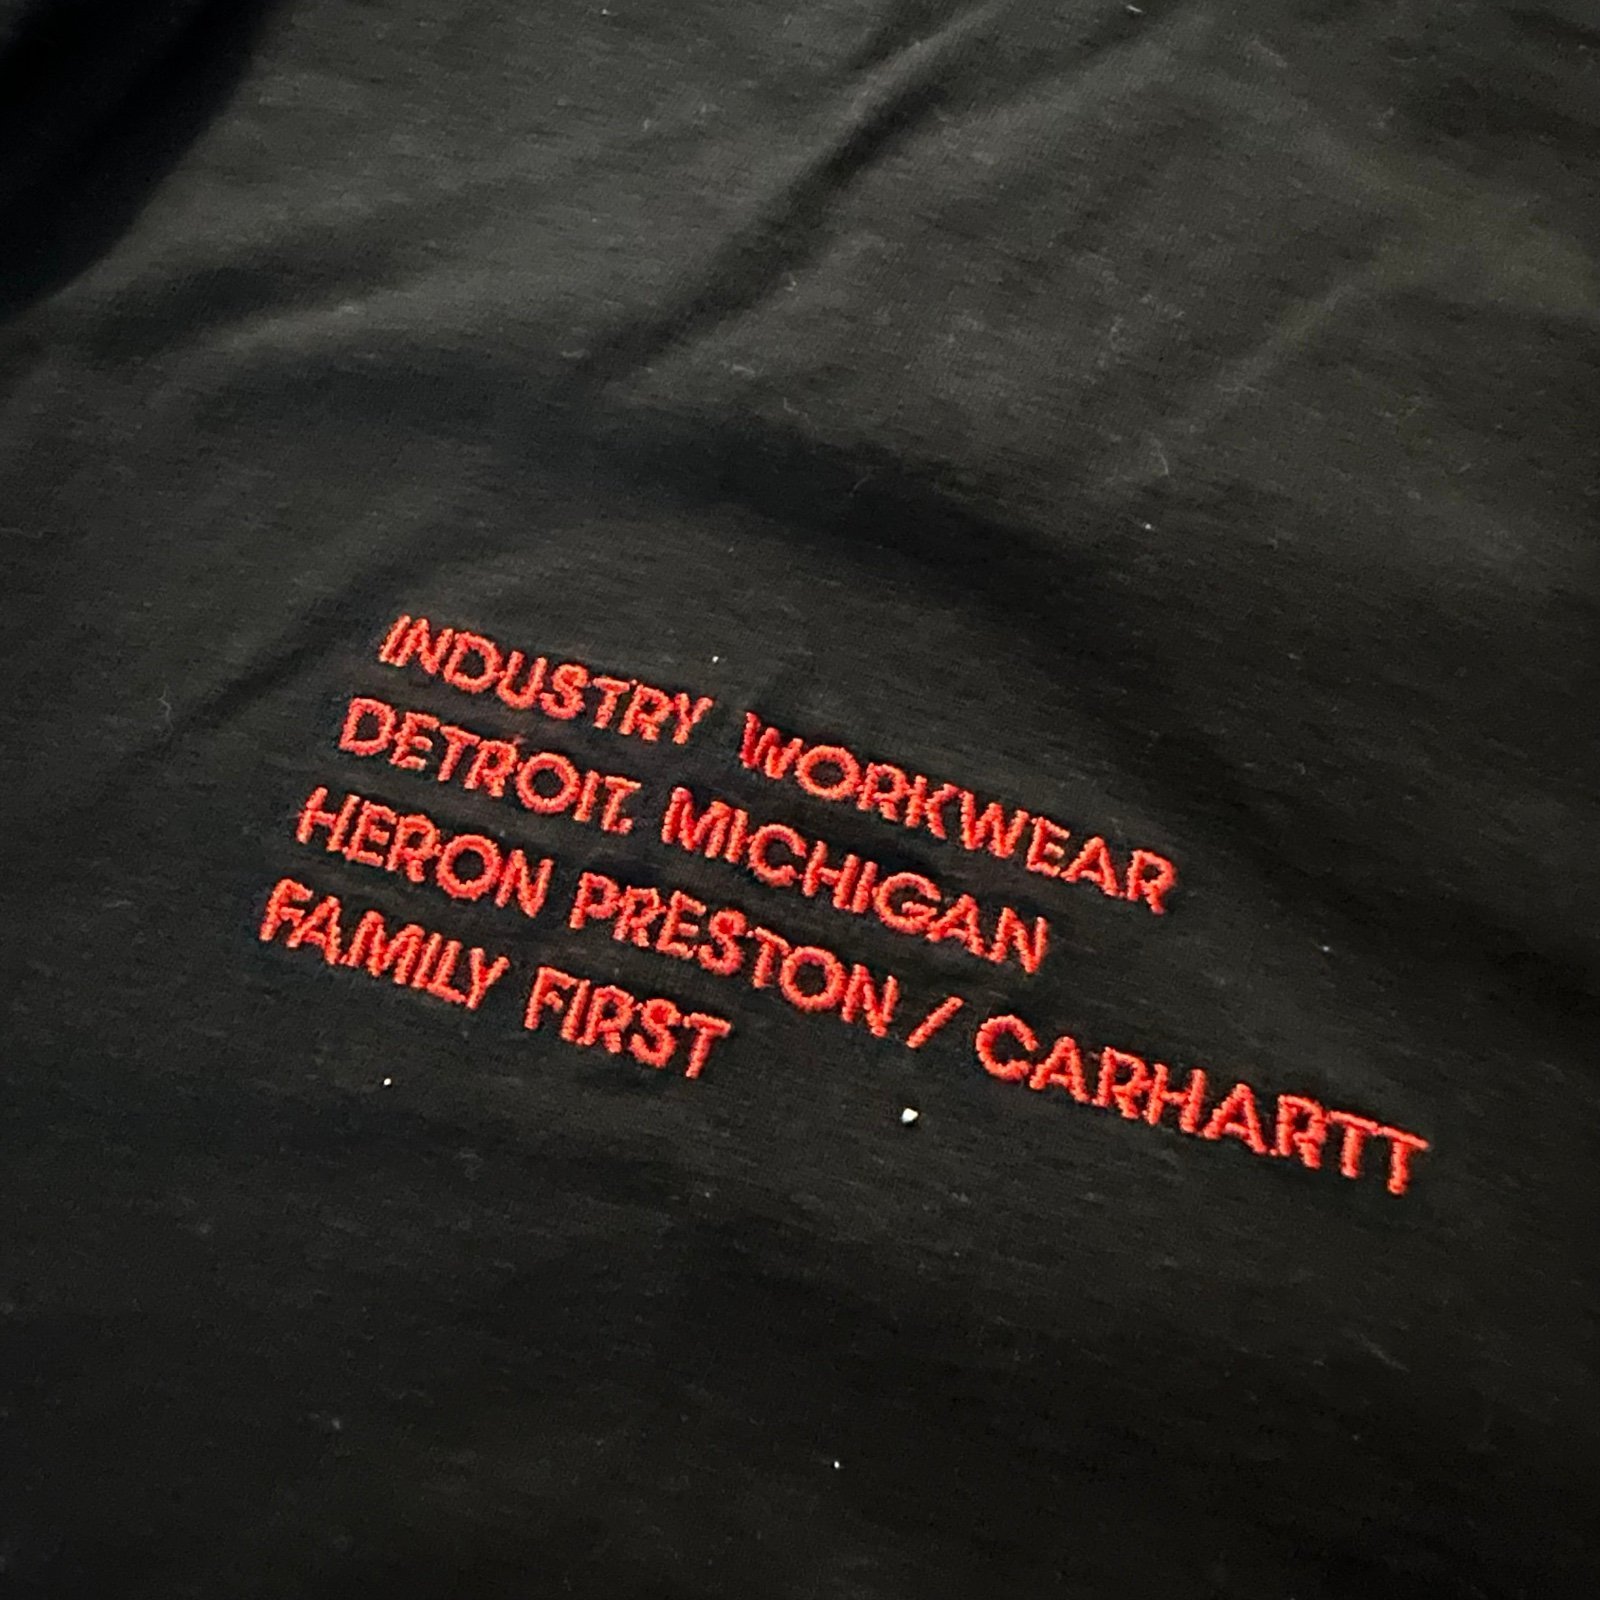 INDUSTRY WORKWEAR
DETROIT, MICHIGAN
HERON PRESTON / CARHARTT
FAMILY FIRST